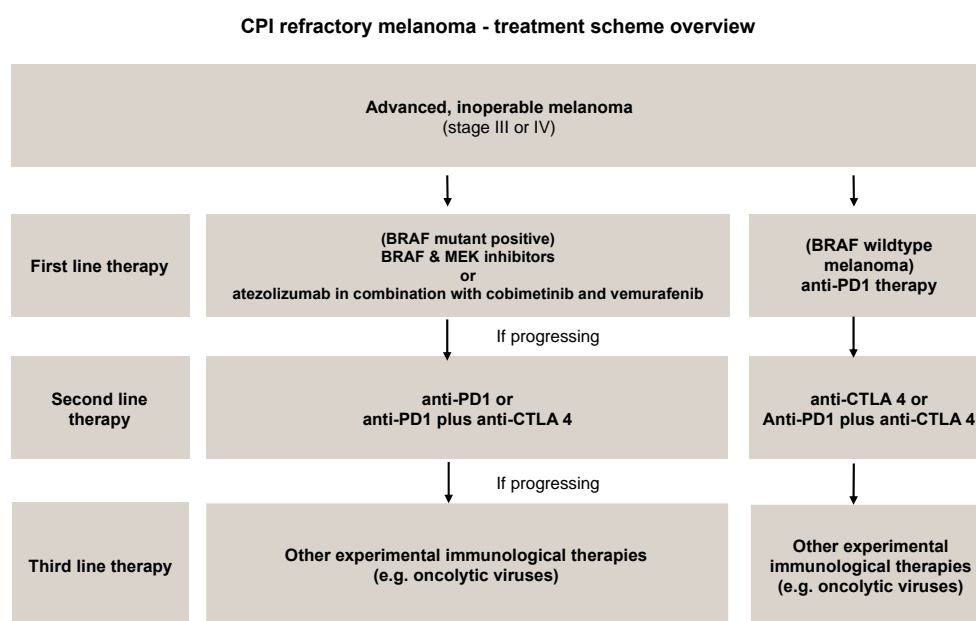 CPI refractory melanoma - treatment scheme overview
Advanced, inoperable melanoma
(stage III or IV)
First line therapy
(BRAF mutant positive)
BRAF & MEK inhibitors
or
atezolizumab in combination with cobimetinib and vemurafenib
(BRAF wildtype
melanoma)
anti-PD1 therapy
If progressing
Second line
therapy
anti-PD1 or
anti-PD1 plus anti-CTLA 4
anti-CTLA 4 or
Anti-PD1 plus anti-CTLA 4
If progressing
Third line therapy
Other experimental immunological therapies
(e.g. oncolytic viruses)
Other experimental
immunological therapies
(e.g. oncolytic viruses)